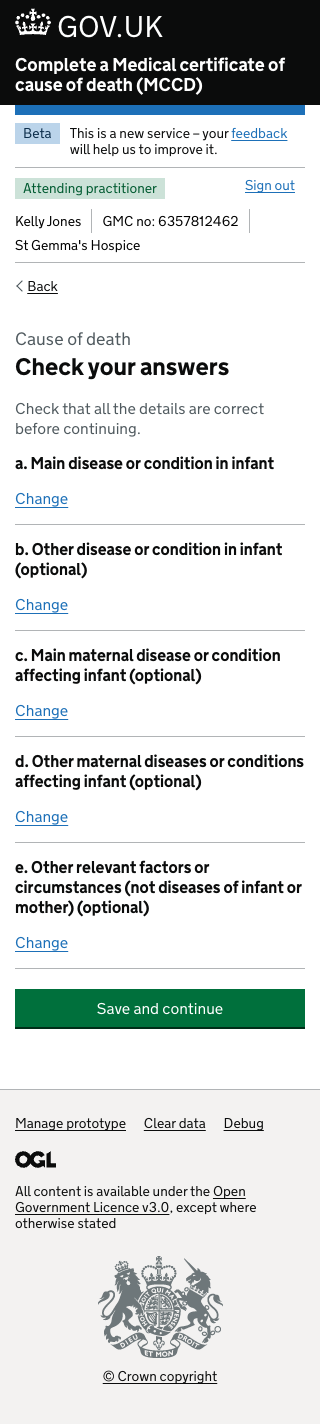 GOV.UK
Complete a Medical certificate of
cause of death (MCCD)
Beta
This is a new service – your feedback
will help us to improve it.
Attending practitioner
Sign out
Kelly Jones
GMC no: 6357812462
St Gemma's Hospice
Back
Cause of death
Check your answers
Check that all the details are correct
before continuing.
a. Main disease or condition in infant
Change
b. Other disease or condition in infant
(optional)
Change
c. Main maternal disease or condition
affecting infant (optional)
Change
d. Other maternal diseases or conditions
affecting infant (optional)
Change
e. Other relevant factors or
circumstances (not diseases of infant or
mother) (optional)
Change
Save and continue
Manage prototype
Clear data
Debug
OGL
All content is available under the Open
Government Licence v3.0, except where
otherwise stated
DIEU ET MON DROIT
© Crown copyright